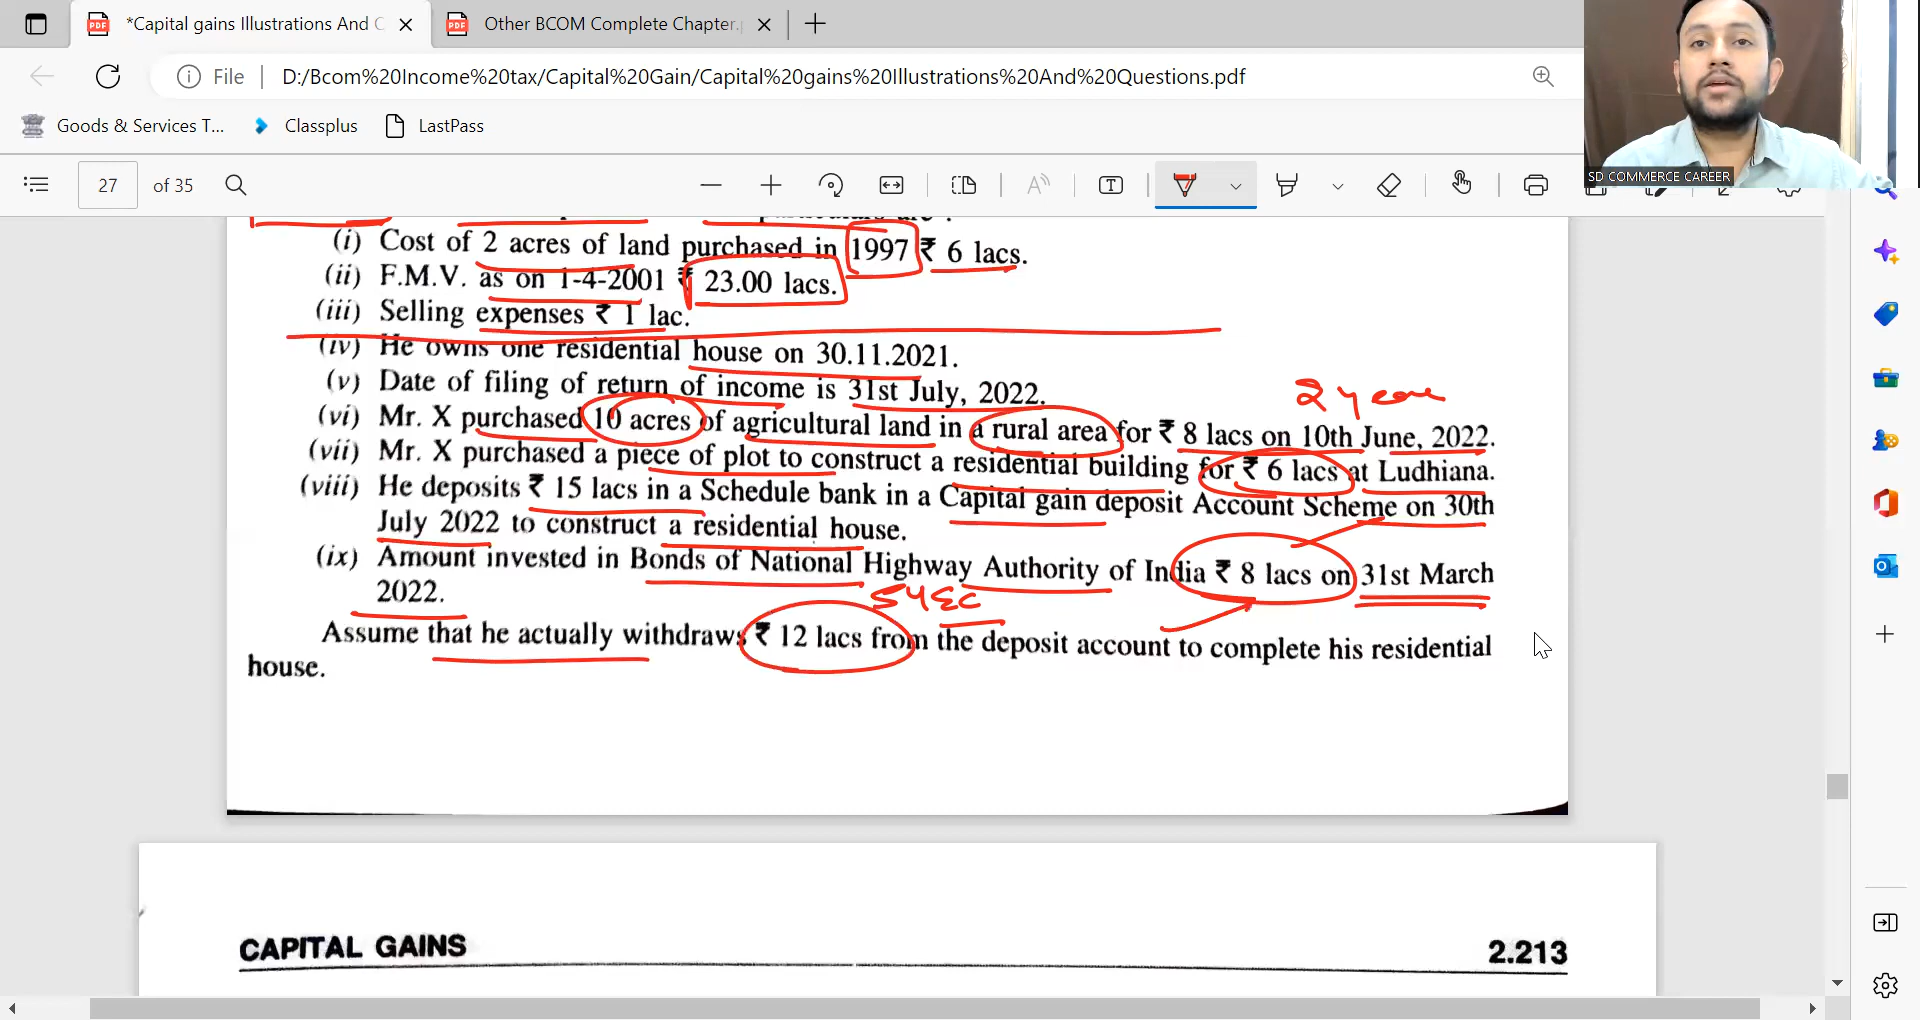 *Capital gains Illustrations And C
Other BCOM Complete Chapter.
File
D:/Bcom%20Income%20tax/Capital%20Gain/Capital%20gains%20Illustrations%20And%20Questions.pdf
Goods & Services T...
Classplus
LastPass
27 of 35
SD COMMERCE CAREER
(i) Cost of 2 acres of land purchased in 1997 ₹ 6 lacs.
(ii) F.M.V. as on 1-4-2001 ₹ 23.00 lacs.
(iii) Selling expenses ₹ 1 lac.
(iv) He owns one residential house on 30.11.2021.
(v) Date of filing of return of income is 31st July, 2022.
2 year
(vi) Mr. X purchased 10 acres of agricultural land in a rural area for ₹ 8 lacs on 10th June, 2022.
(vii) Mr. X purchased a piece of plot to construct a residential building for ₹ 6 lacs at Ludhiana.
(viii) He deposits ₹ 15 lacs in a Schedule bank in a Capital gain deposit Account Scheme on 30th
July 2022 to construct a residential house.
(ix) Amount invested in Bonds of National Highway Authority of India ₹ 8 lacs on 31st March
2022.
54EC
Assume that he actually withdraws ₹ 12 lacs from the deposit account to complete his residential
house.
CAPITAL GAINS
2.213